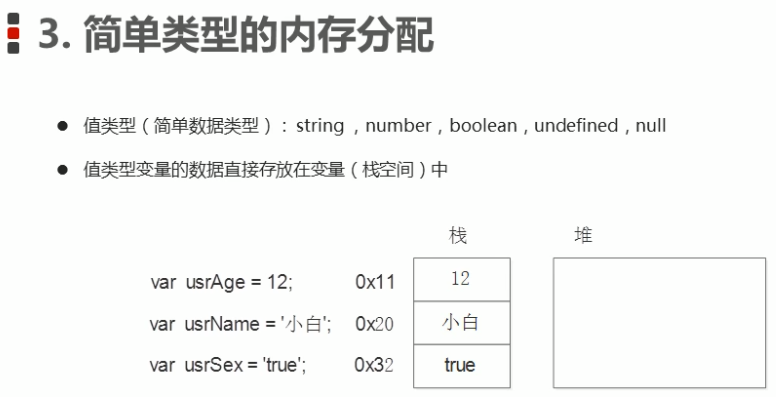 3. 简单类型的内存分配
● 值类型（简单数据类）：string ，number，boolean，undefined，null
● 值类型变量的数据直接存放在变量（栈空间）中
栈 堆
var usrAge = 12; 0x11 12
var usrName = '小白'; 0x20 小白
var usrSex = 'true'; 0x32 true